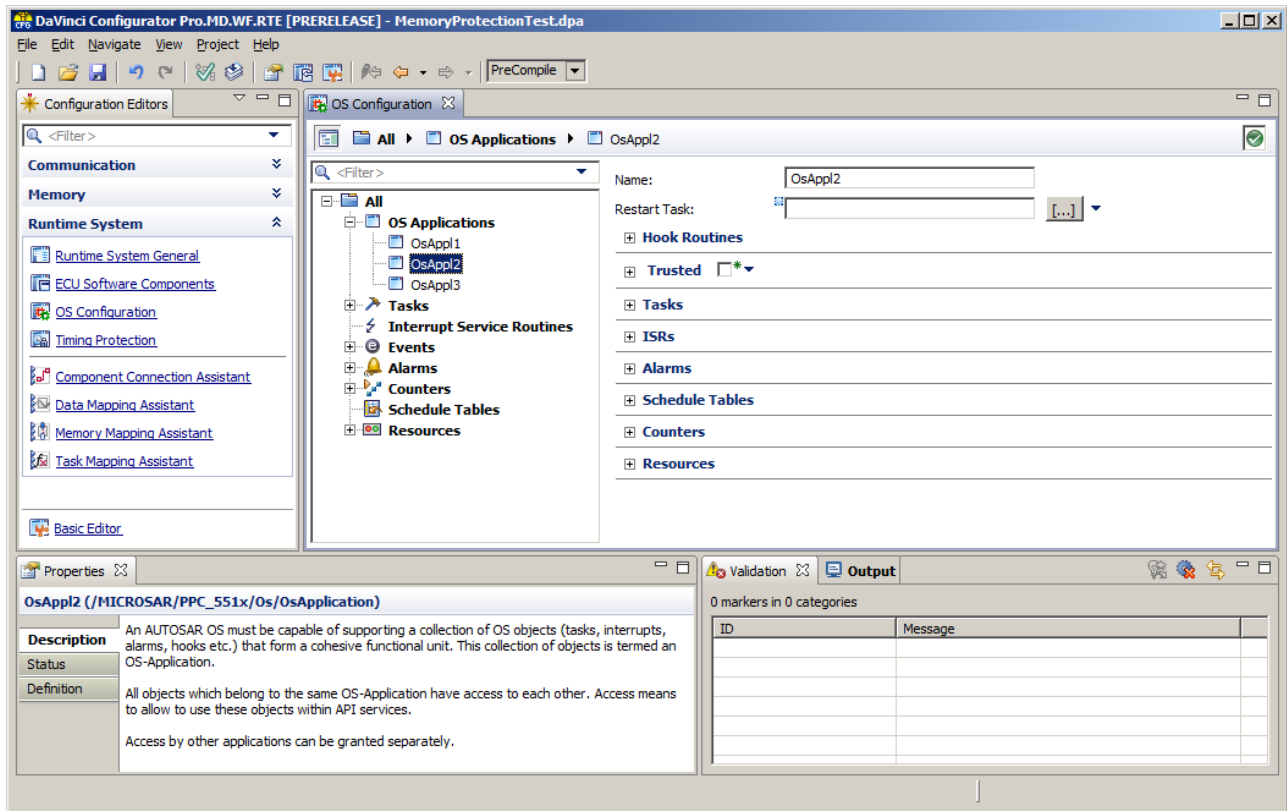 DaVinci Configurator Pro.MD.WF.RTE [PRERELEASE] - MemoryProtectionTest.dpa
File Edit Navigate View Project Help
PreCompile
Configuration Editors
<Filter>
Communication
Memory
Runtime System
Runtime System General
ECU Software Components
OS Configuration
Timing Protection
Component Connection Assistant
Data Mapping Assistant
Memory Mapping Assistant
Task Mapping Assistant
Basic Editor
OS Configuration
All OS Applications OsAppl2
<Filter>
All
OS Applications
OsAppl1
OsAppl2
OsAppl3
Tasks
Interrupt Service Routines
Events
Alarms
Counters
Schedule Tables
Resources
Name: OsAppl2
Restart Task: [...]
Hook Routines
Trusted *
Tasks
ISRs
Alarms
Schedule Tables
Counters
Resources
Properties
OsAppl2 (/MICROSAR/PPC_551x/Os/OsApplication)
Description
Status
Definition
An AUTOSAR OS must be capable of supporting a collection of OS objects (tasks, interrupts,
alarms, hooks etc.) that form a cohesive functional unit. This collection of objects is termed an
OS-Application.
All objects which belong to the same OS-Application have access to each other. Access means
to allow to use these objects within API services.
Access by other applications can be granted separately.
Validation Output
0 markers in 0 categories
ID Message